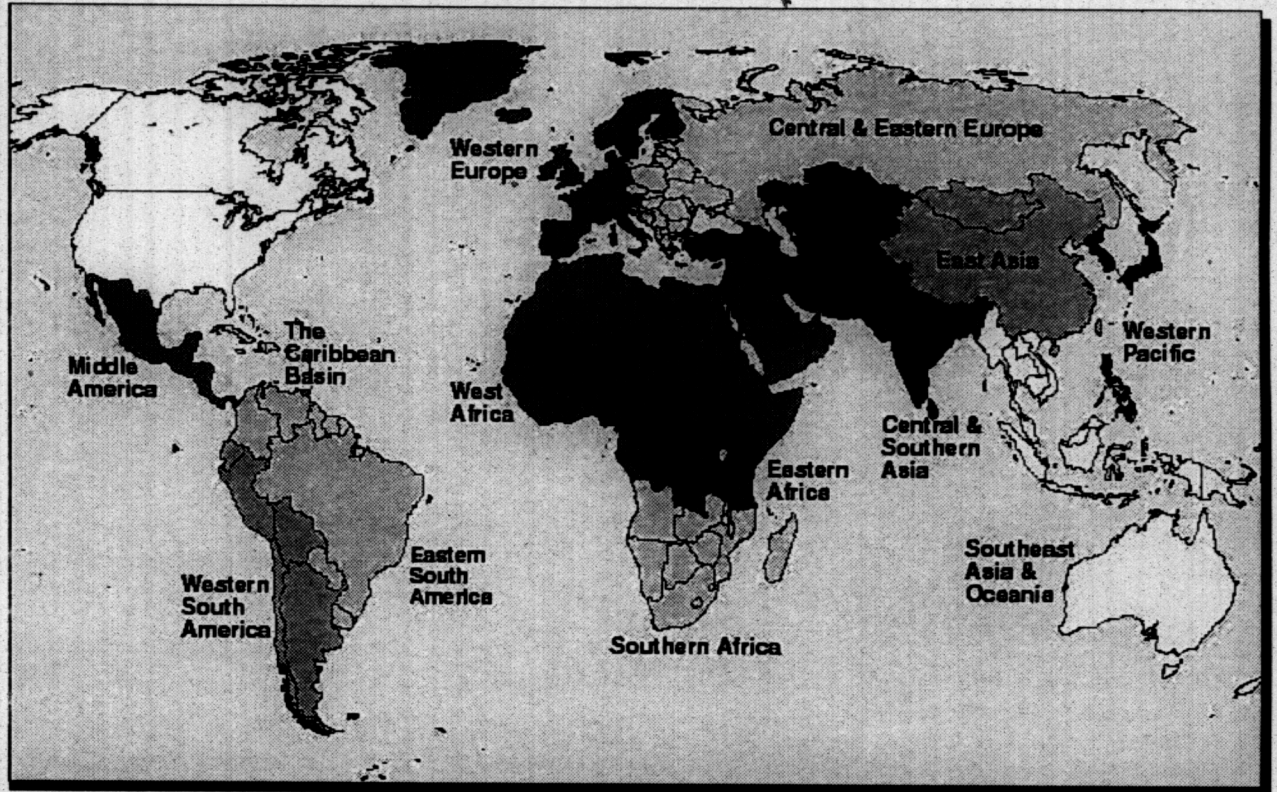 Central & Eastern Europe
Western
Europe
East Asia
The
Caribbean
Basin
Western
Pacific
Middle
America
West
Africa
Central &
Southern
Asia
Eastern
Africa
Southeast
Asia &
Oceania
Eastern
South
America
Western
South
America
Southern Africa